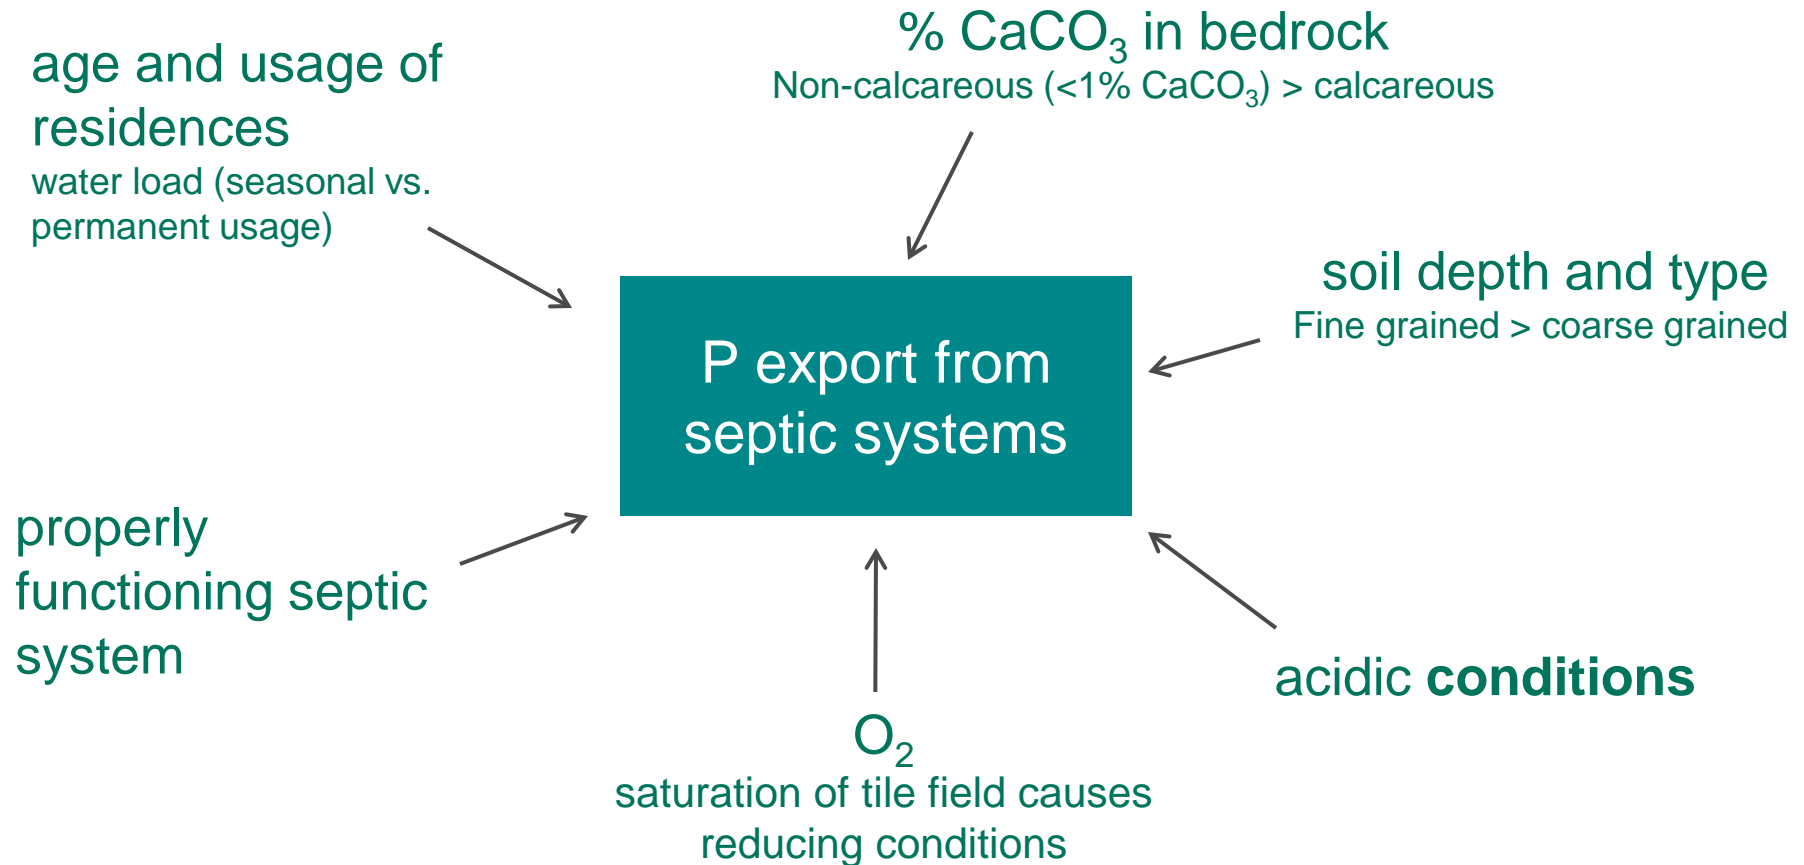 age and usage of
residences
water load (seasonal vs.
permanent usage)
% CaCO₃ in bedrock
Non-calcareous (<1% CaCO₃) > calcareous
soil depth and type
Fine grained > coarse grained
P export from
septic systems
properly
functioning septic
system
acidic conditions
O₂
saturation of tile field causes
reducing conditions